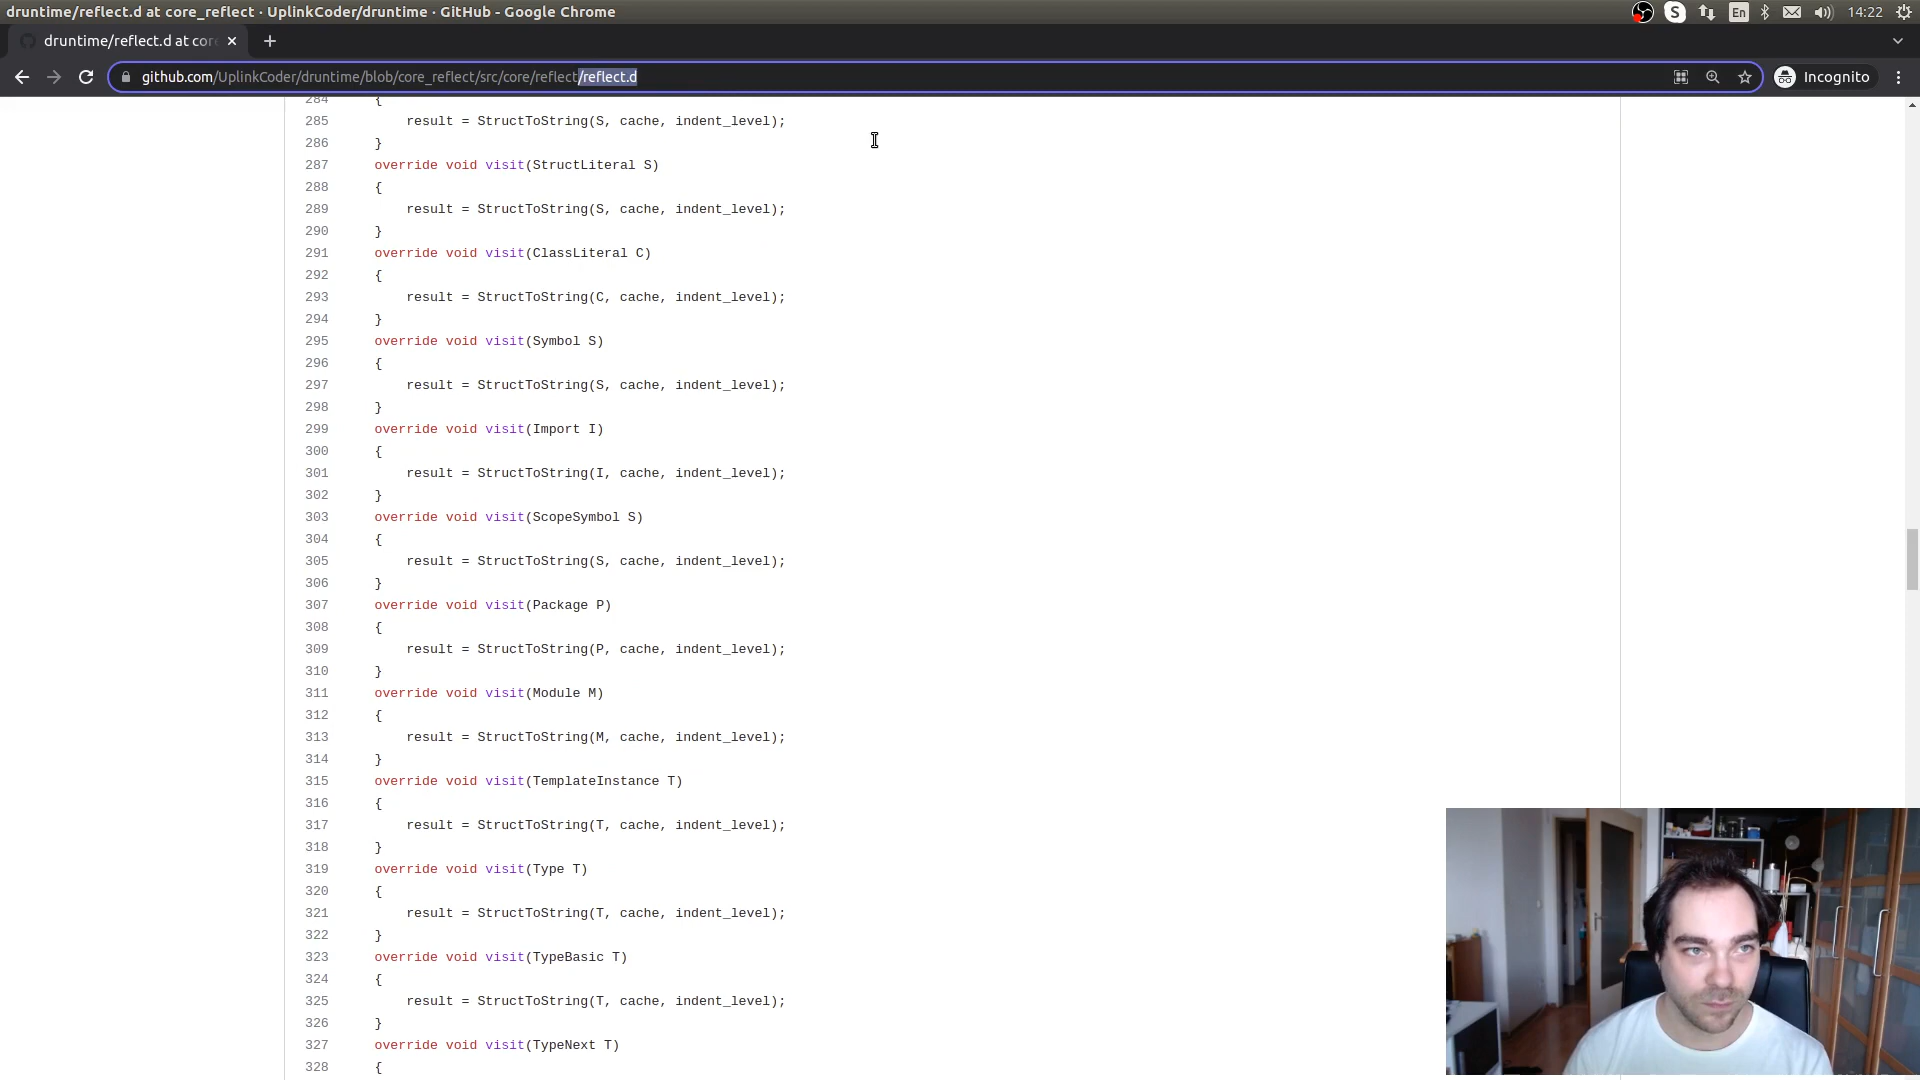 druntime/reflect.d at core_reflect · UplinkCoder/druntime · GitHub - Google Chrome
En
14:22
druntime/reflect.d at cor
github.com/UplinkCoder/druntime/blob/core_reflect/src/core/reflect/reflect.d
Incognito
284 {
285 result = StructToString(S, cache, indent_level);
286 }
287 override void visit(StructLiteral S)
288 {
289 result = StructToString(S, cache, indent_level);
290 }
291 override void visit(ClassLiteral C)
292 {
293 result = StructToString(C, cache, indent_level);
294 }
295 override void visit(Symbol S)
296 {
297 result = StructToString(S, cache, indent_level);
298 }
299 override void visit(Import I)
300 {
301 result = StructToString(I, cache, indent_level);
302 }
303 override void visit(ScopeSymbol S)
304 {
305 result = StructToString(S, cache, indent_level);
306 }
307 override void visit(Package P)
308 {
309 result = StructToString(P, cache, indent_level);
310 }
311 override void visit(Module M)
312 {
313 result = StructToString(M, cache, indent_level);
314 }
315 override void visit(TemplateInstance T)
316 {
317 result = StructToString(T, cache, indent_level);
318 }
319 override void visit(Type T)
320 {
321 result = StructToString(T, cache, indent_level);
322 }
323 override void visit(TypeBasic T)
324 {
325 result = StructToString(T, cache, indent_level);
326 }
327 override void visit(TypeNext T)
328 {